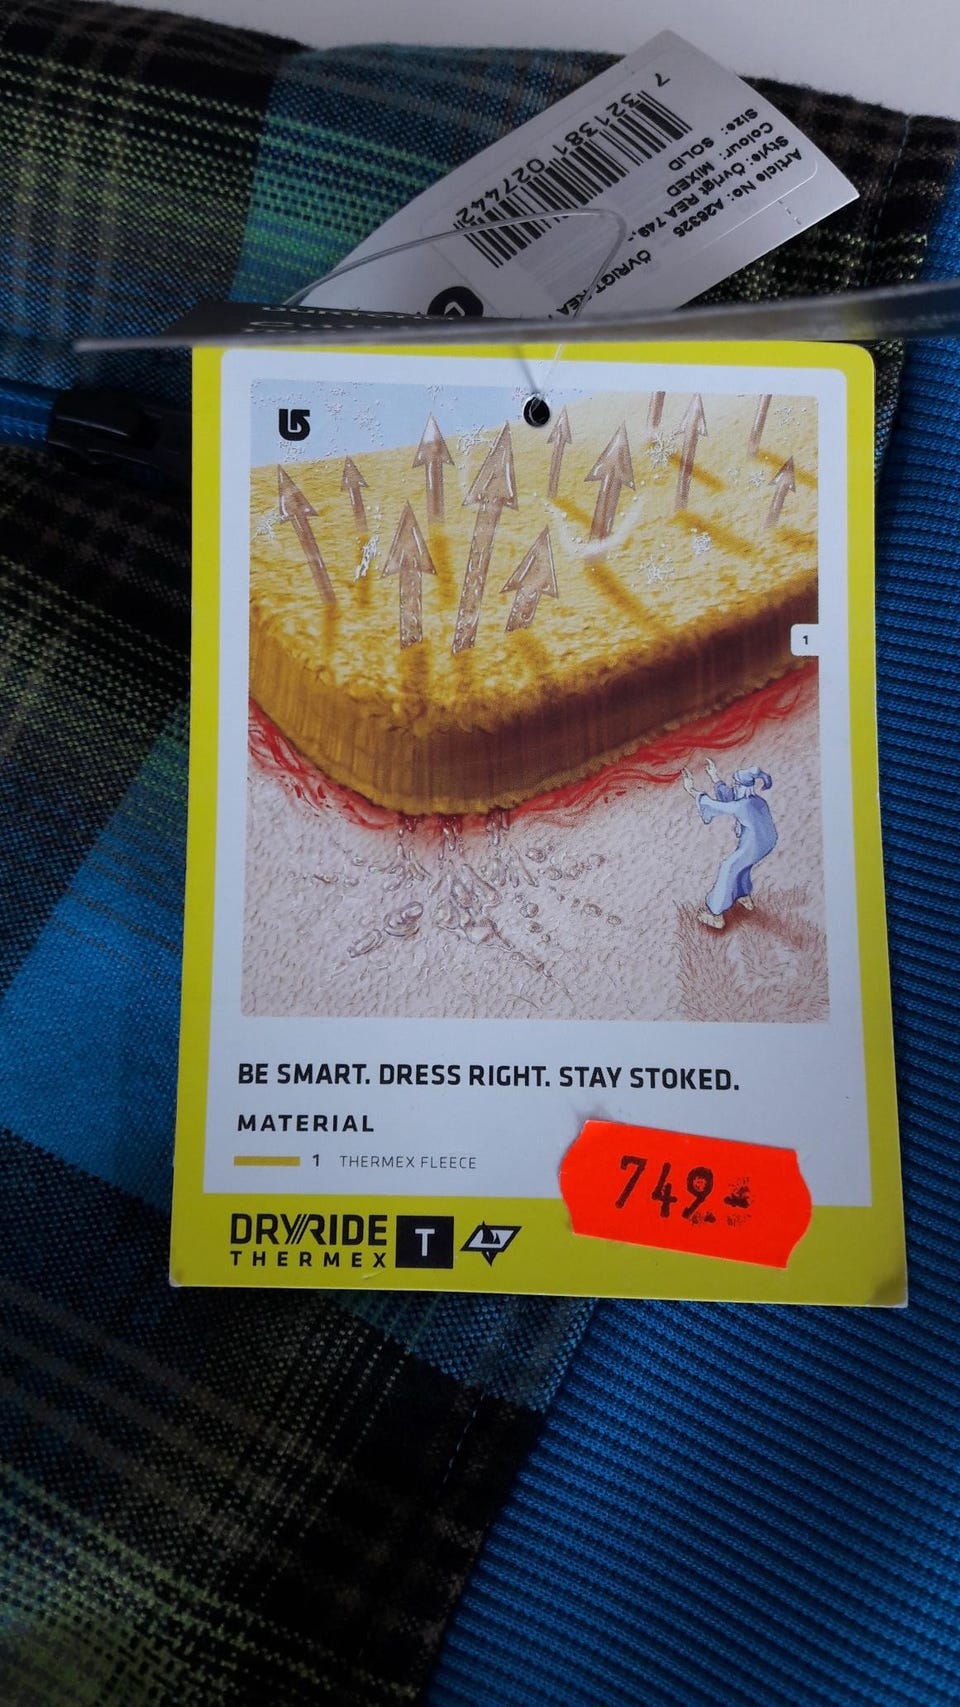 7 321381 027442
Article No: A26326
Style: Övrigt REA 749,-
Colour: MIXED
Size: SOLID
1
BE SMART. DRESS RIGHT. STAY STOKED.
MATERIAL
1 THERMEX FLEECE
749:-
DRYRIDE
THERMEX
T